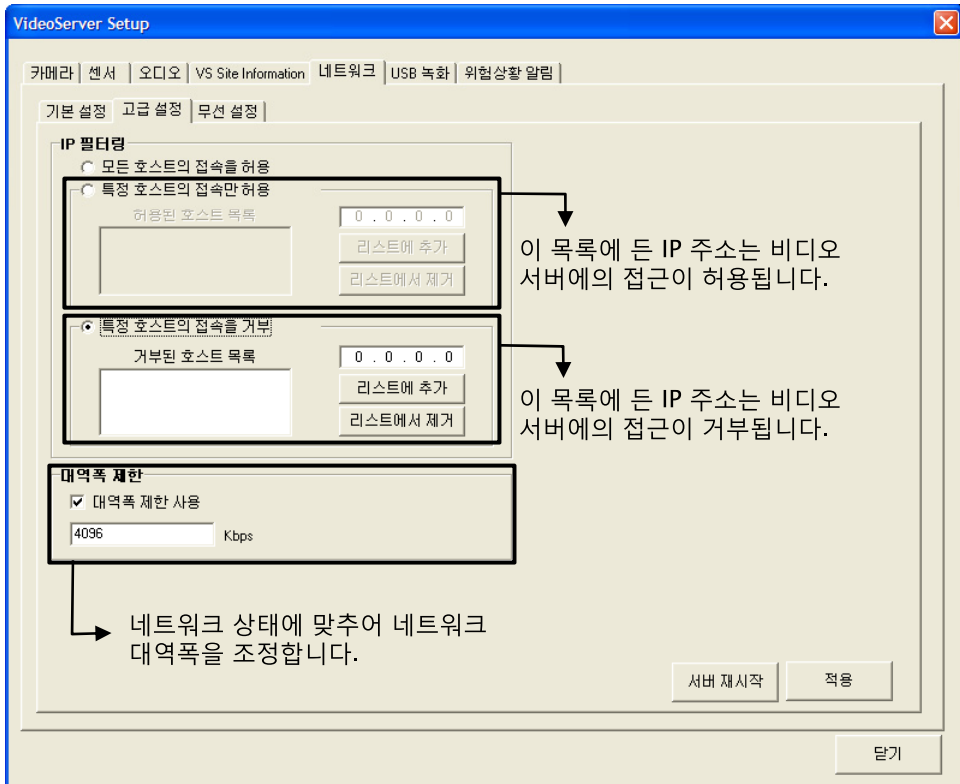 VideoServer Setup
카메라 센서 오디오 VS Site Information 네트워크 USB 녹화 위험상황 알림
기본 설정 고급 설정 무선 설정
IP 필터링
모든 호스트의 접속을 허용
특정 호스트의 접속만 허용
허용된 호스트 목록
0 . 0 . 0 . 0
리스트에 추가
리스트에서 제거
이 목록에 든 IP 주소는 비디오
서버에의 접근이 허용됩니다.
특정 호스트의 접속을 거부
거부된 호스트 목록
0 . 0 . 0 . 0
리스트에 추가
리스트에서 제거
이 목록에 든 IP 주소는 비디오
서버에의 접근이 거부됩니다.
대역폭 제한
대역폭 제한 사용
4096 Kbps
네트워크 상태에 맞추어 네트워크
대역폭을 조정합니다.
서버 재시작 적용
닫기